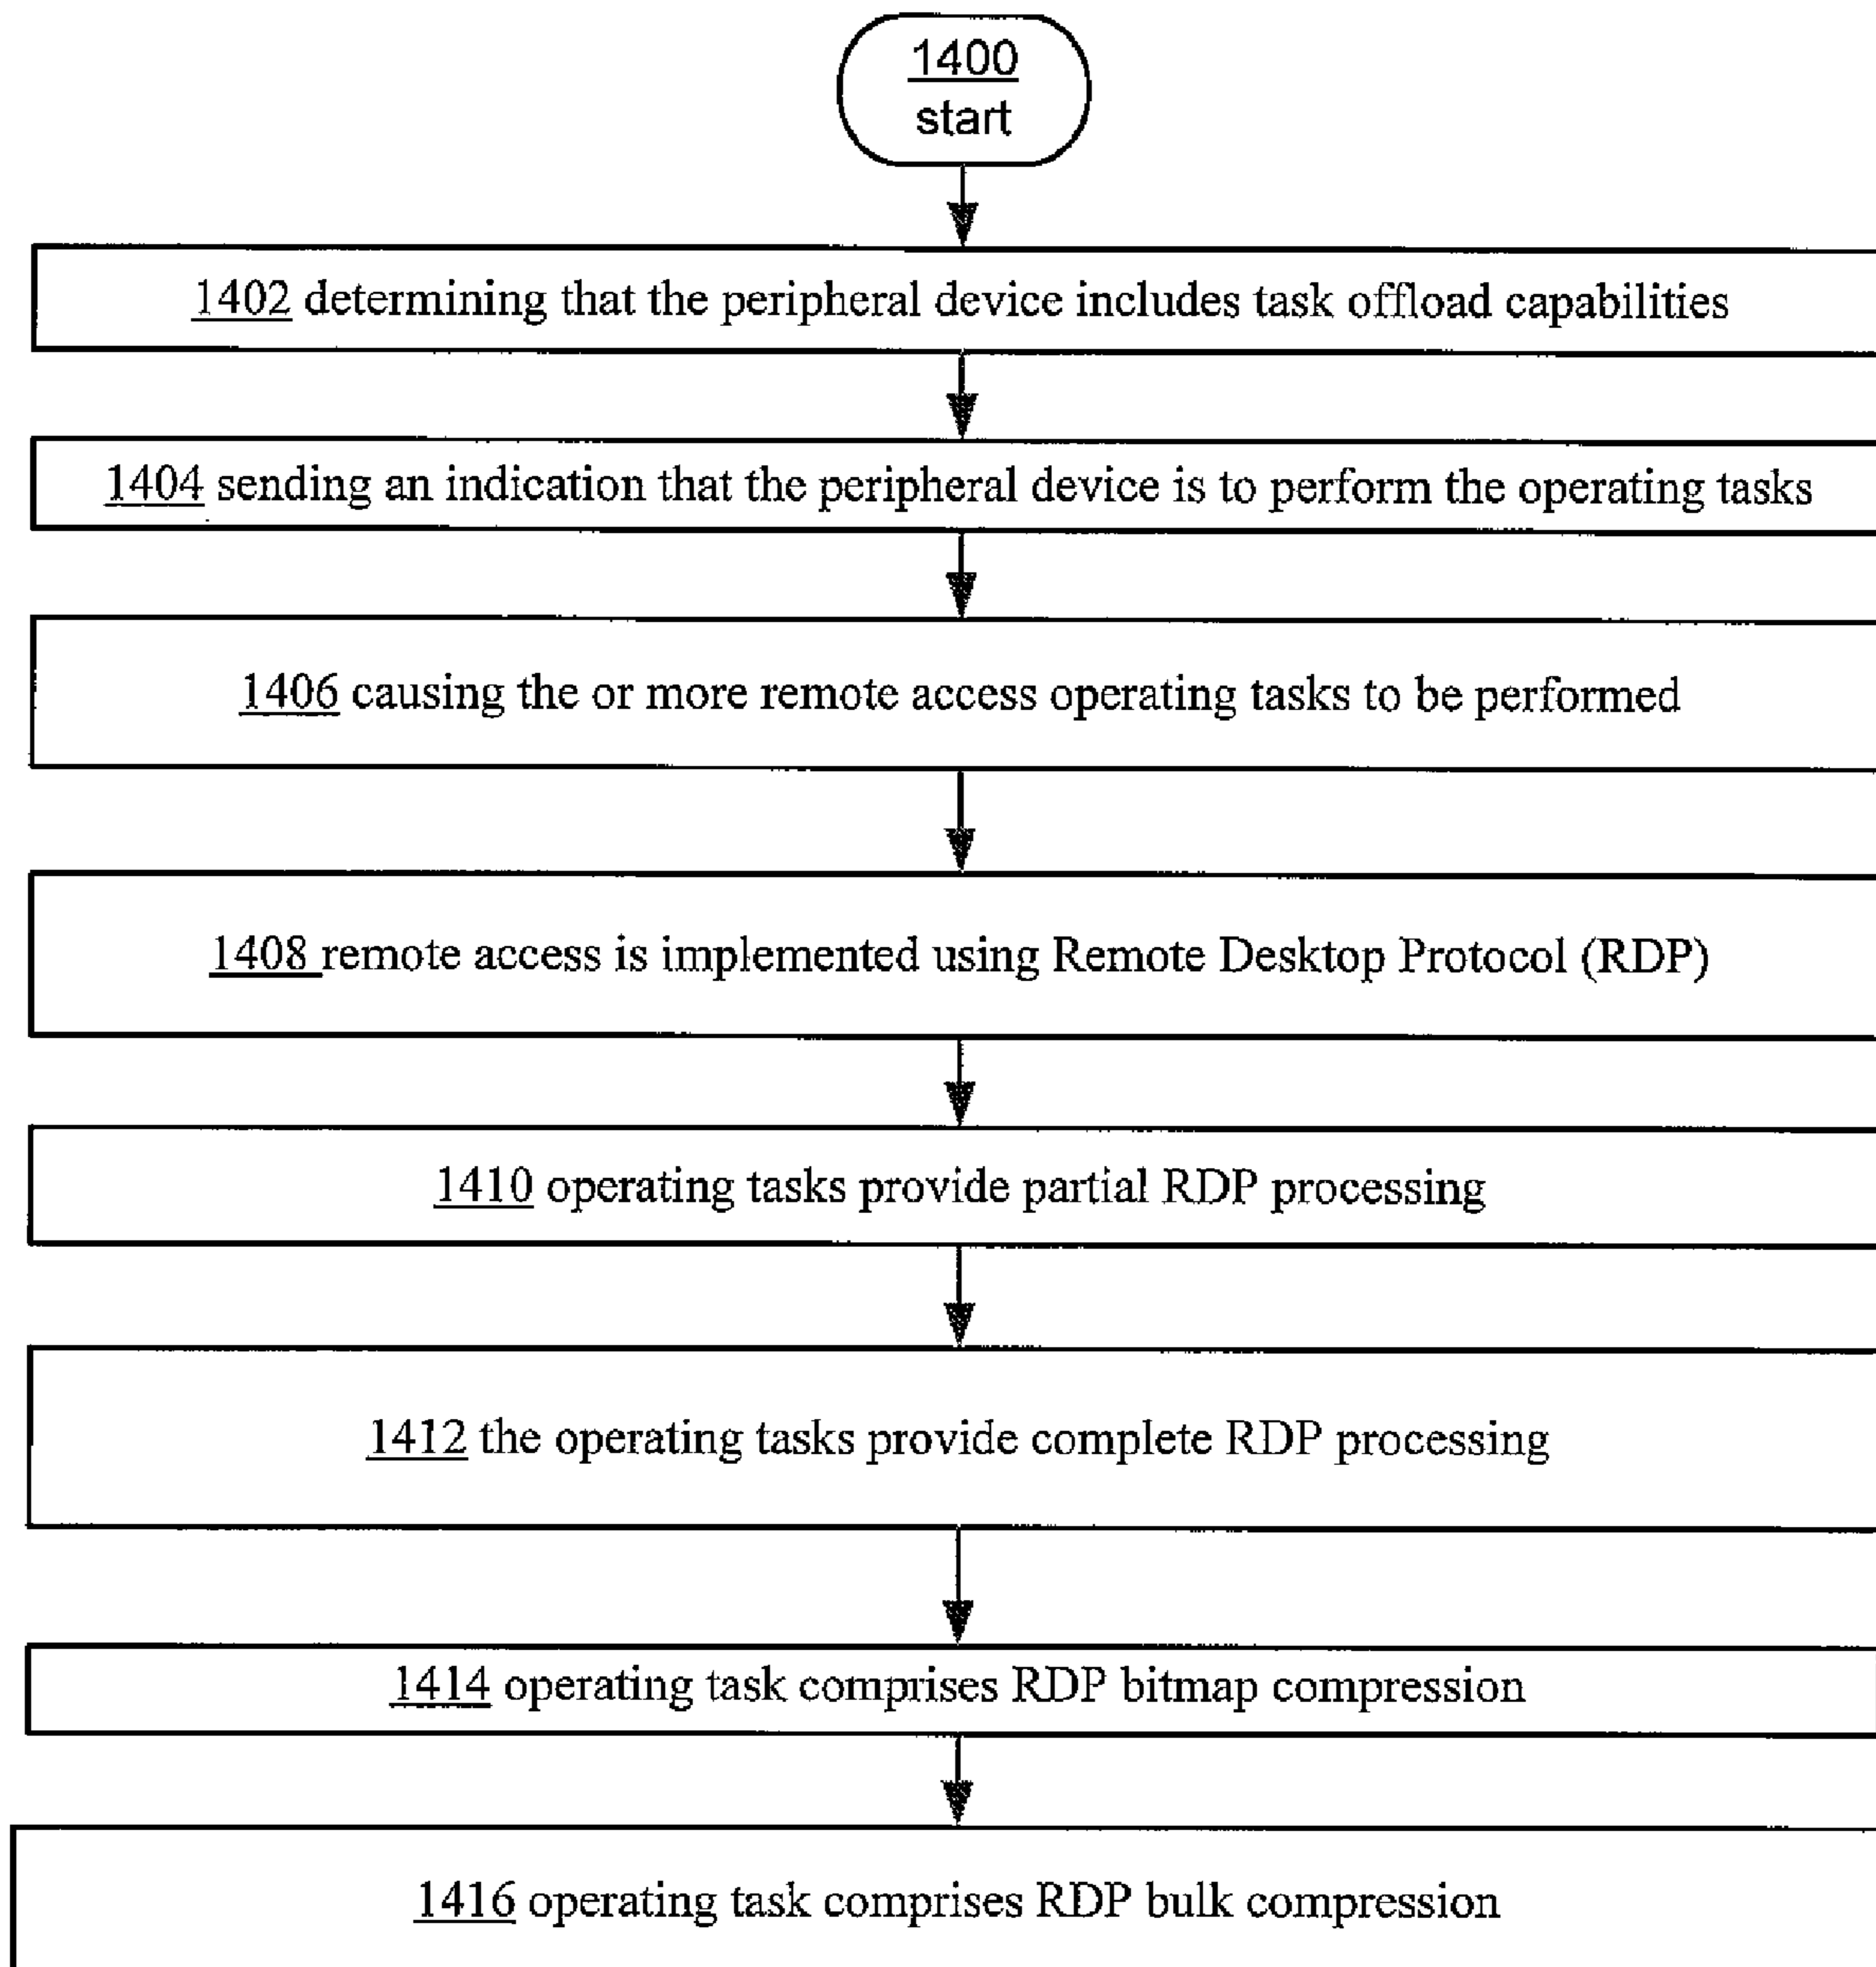 1400
start
1402 determining that the peripheral device includes task offload capabilities
1404 sending an indication that the peripheral device is to perform the operating tasks
1406 causing the or more remote access operating tasks to be performed
1408 remote access is implemented using Remote Desktop Protocol (RDP)
1410 operating tasks provide partial RDP processing
1412 the operating tasks provide complete RDP processing
1414 operating task comprises RDP bitmap compression
1416 operating task comprises RDP bulk compression